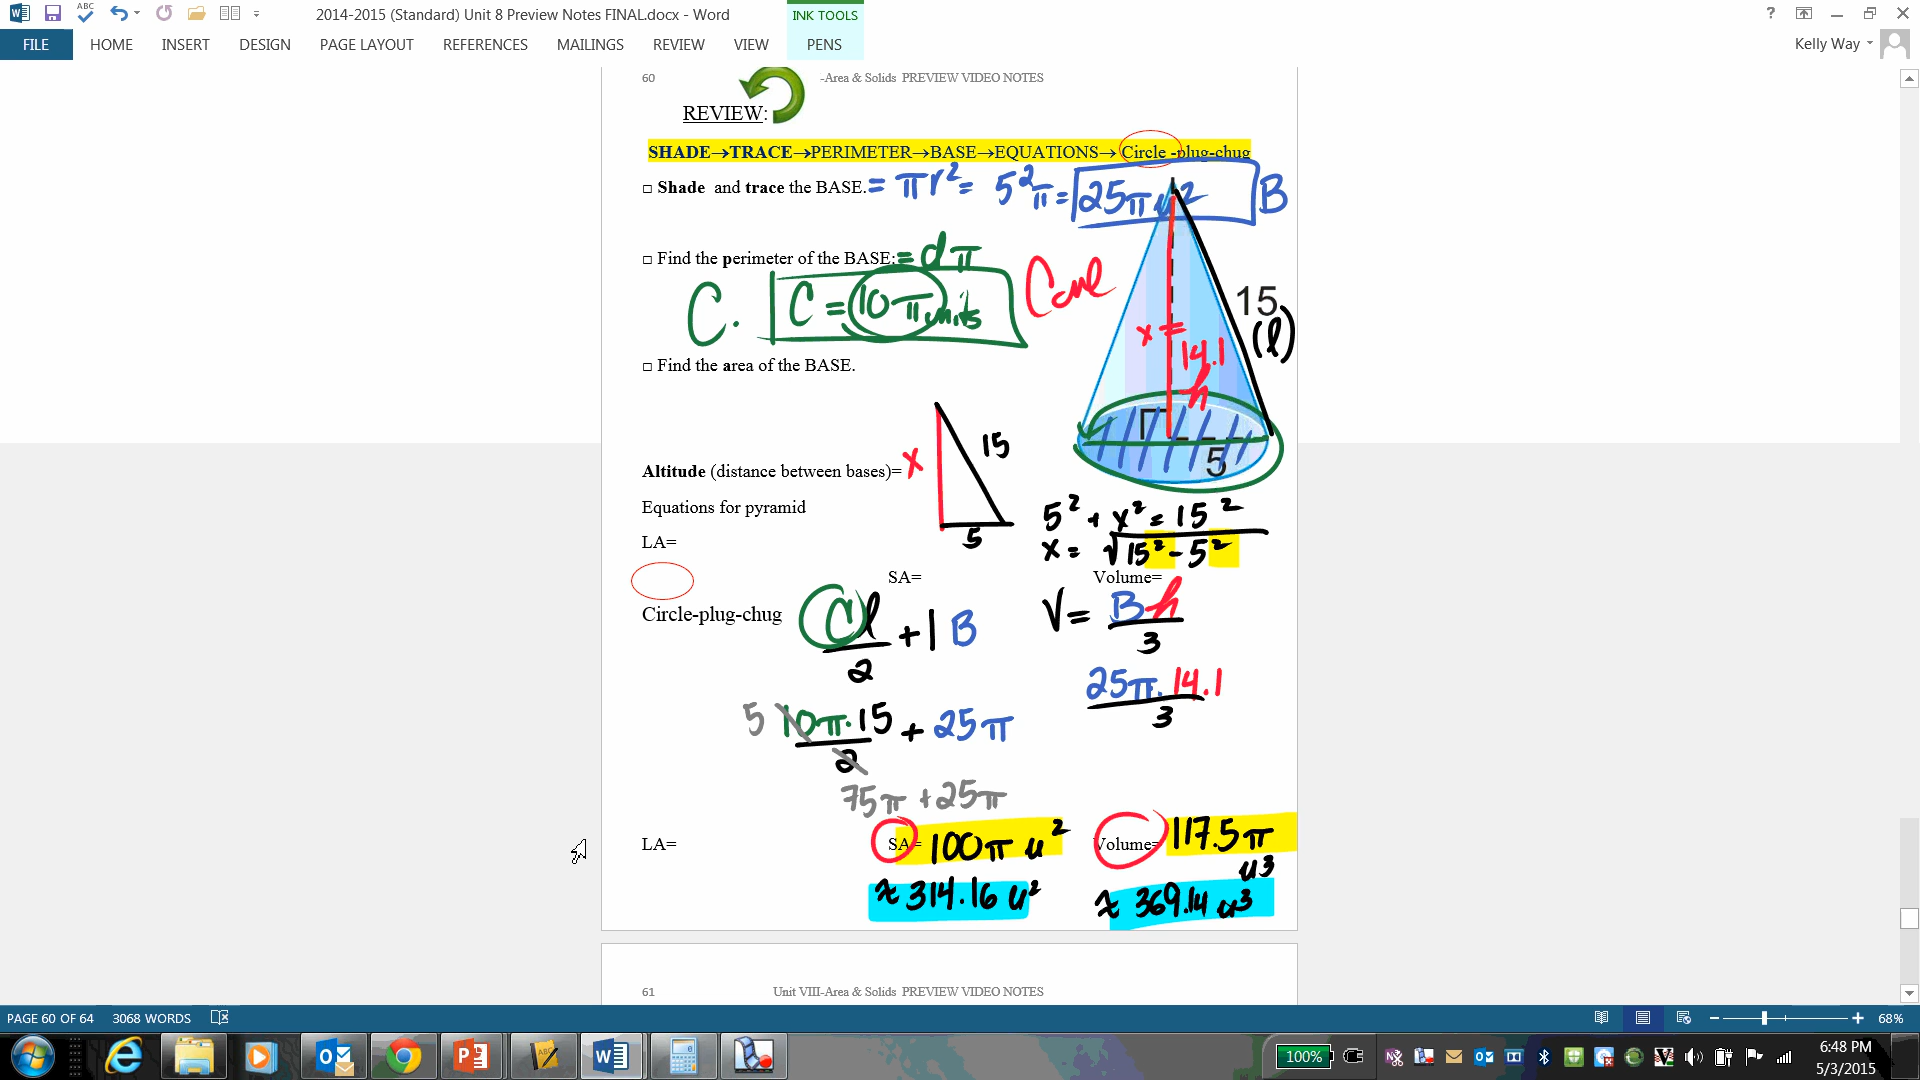 2014-2015 (Standard) Unit 8 Preview Notes FINAL.docx - Word
INK TOOLS
FILE HOME INSERT DESIGN PAGE LAYOUT REFERENCES MAILINGS REVIEW VIEW PENS
Kelly Way
60 -Area & Solids PREVIEW VIDEO NOTES
REVIEW:
SHADE→TRACE→PERIMETER→BASE→EQUATIONS→ Circle -plug-chug
□ Shade and trace the BASE. = πr² = 5²π = 25πu² B
□ Find the perimeter of the BASE: = dπ
C. C = 10π units
Cone
15
(l)
x = 14.1
h
5
□ Find the area of the BASE.
Altitude (distance between bases)= x
15
5
Equations for pyramid
5² + x² = 15²
LA=
x = √15² - 5²
SA=
Volume=
Circle-plug-chug
Cl/2 + 1B
V = Bh/3
25π · 14.1/3
5 10π · 15/2 + 25π
75π + 25π
LA=
SA= 100π u²
≈ 314.16 u²
Volume= 117.5π u³
≈ 369.14 u³
61 Unit VIII-Area & Solids PREVIEW VIDEO NOTES
PAGE 60 OF 64 3068 WORDS
68%
100%
6:48 PM
5/3/2015